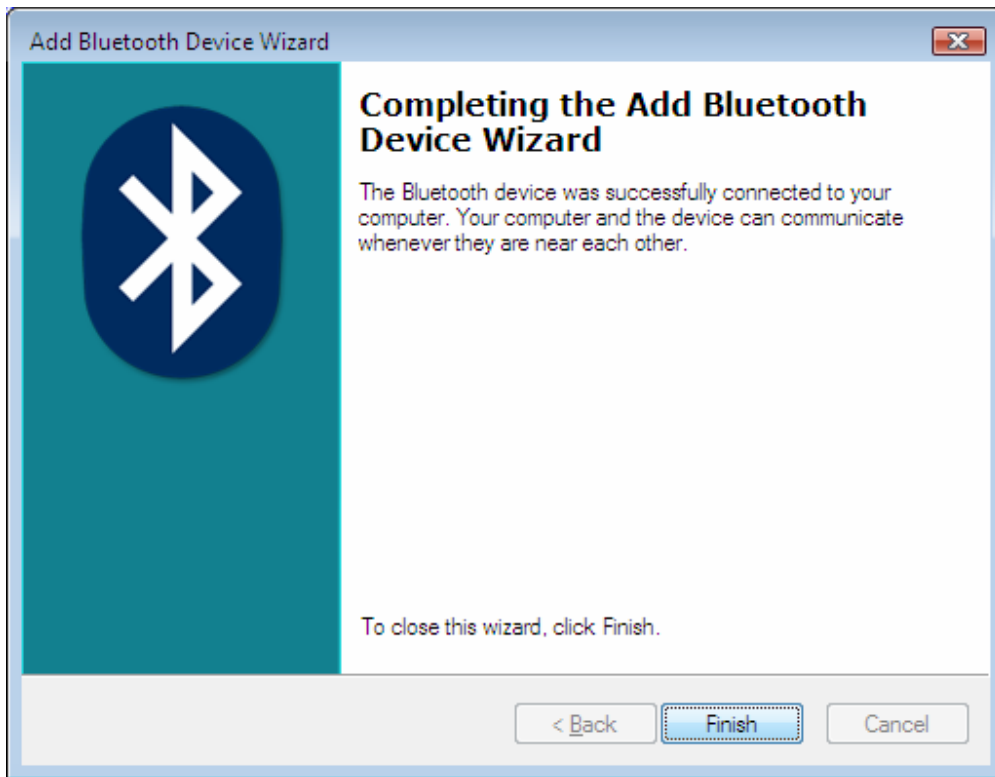 Add Bluetooth Device Wizard
Completing the Add Bluetooth
Device Wizard
The Bluetooth device was successfully connected to your
computer. Your computer and the device can communicate
whenever they are near each other.
To close this wizard, click Finish.
< Back
Finish
Cancel